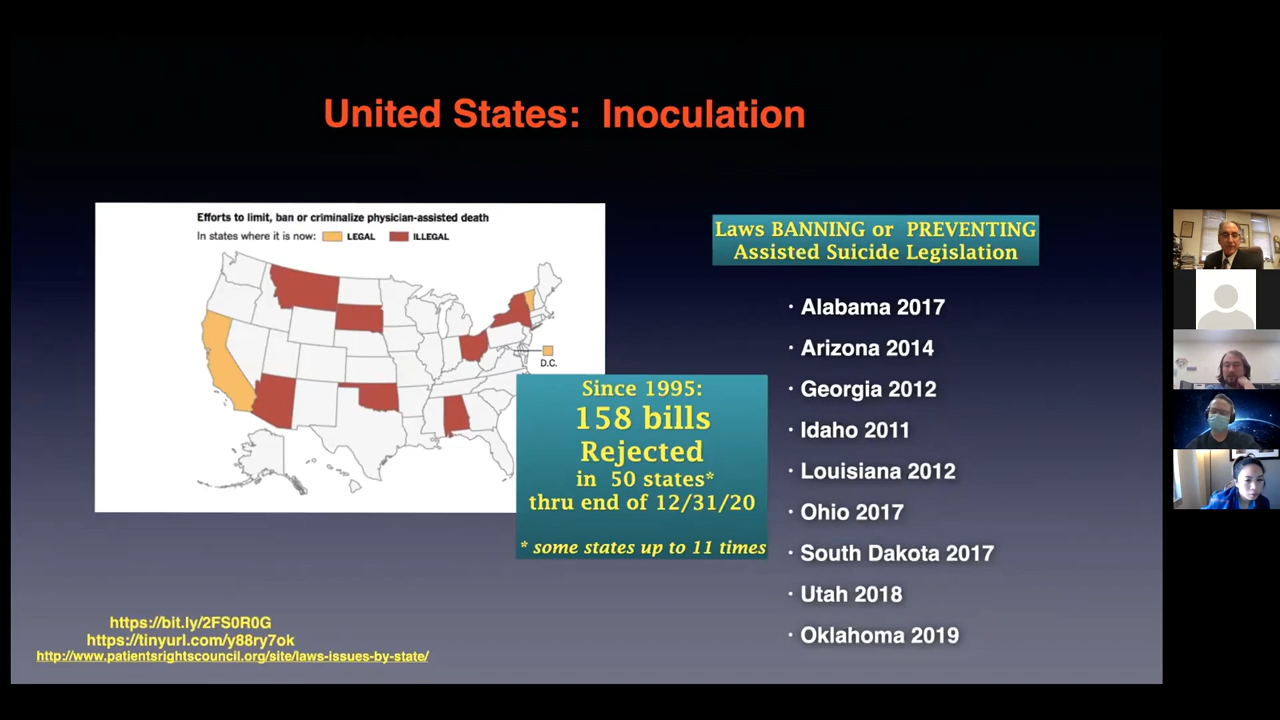 United States: Inoculation
Efforts to limit, ban or criminalize physician-assisted death
In states where it is now: LEGAL ILLEGAL
D.C.
Since 1995:
158 bills
Rejected
in 50 states*
thru end of 12/31/20
* some states up to 11 times
Laws BANNING or PREVENTING
Assisted Suicide Legislation
· Alabama 2017
· Arizona 2014
· Georgia 2012
· Idaho 2011
· Louisiana 2012
· Ohio 2017
· South Dakota 2017
· Utah 2018
· Oklahoma 2019
https://bit.ly/2FS0R0G
https://tinyurl.com/y88ry7ok
http://www.patientsrightscouncil.org/site/laws-issues-by-state/